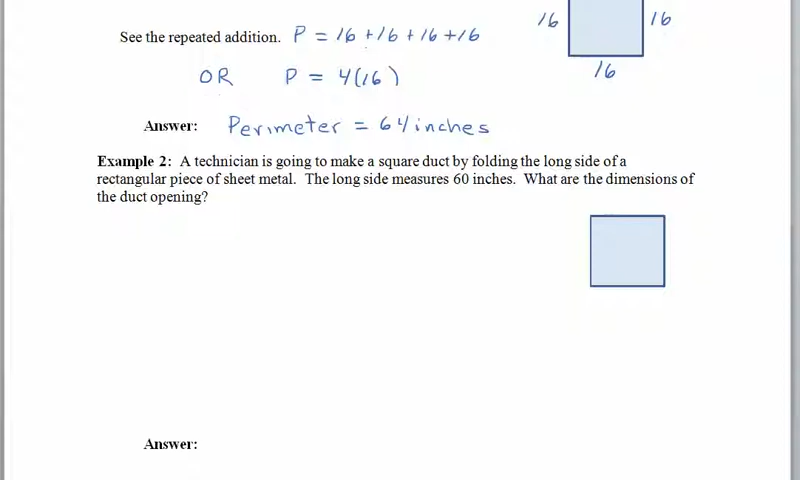 16
16
See the repeated addition. P = 16 + 16 + 16 + 16
16
OR P = 4(16)
Answer: Perimeter = 64 inches
Example 2: A technician is going to make a square duct by folding the long side of a
rectangular piece of sheet metal. The long side measures 60 inches. What are the dimensions of
the duct opening?
Answer: